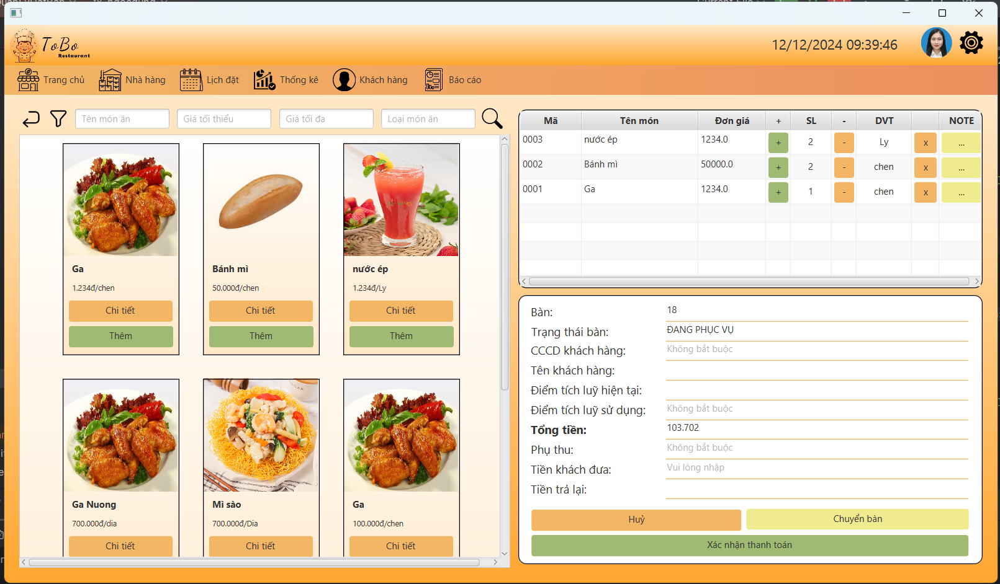 ToBo
Restaurant
12/12/2024 09:39:46
Trang chủ
Nhà hàng
Lịch đặt
Thống kê
Khách hàng
Báo cáo
Tên món ăn
Giá tối thiểu
Giá tối đa
Loại món ăn
Ga
1.234đ/chen
Chi tiết
Thêm
Bánh mì
50.000đ/chen
Chi tiết
Thêm
nước ép
1.234đ/Ly
Chi tiết
Thêm
Ga Nuong
700.000đ/dia
Chi tiết
Mì sào
700.000đ/Dia
Chi tiết
Ga
100.000đ/chen
Chi tiết
Mã Tên món Đơn giá + SL - DVT NOTE
0003 nước ép 1234.0 + 2 - Ly x ...
0002 Bánh mì 50000.0 + 2 - chen x ...
0001 Ga 1234.0 + 1 - chen x ...
Bàn: 18
Trạng thái bàn: ĐANG PHỤC VỤ
CCCD khách hàng: Không bắt buộc
Tên khách hàng:
Điểm tích luỹ hiện tại:
Điểm tích luỹ sử dụng: Không bắt buộc
Tổng tiền: 103.702
Phụ thu: Không bắt buộc
Tiền khách đưa: Vui lòng nhập
Tiền trả lại:
Huỷ
Chuyển bàn
Xác nhận thanh toán